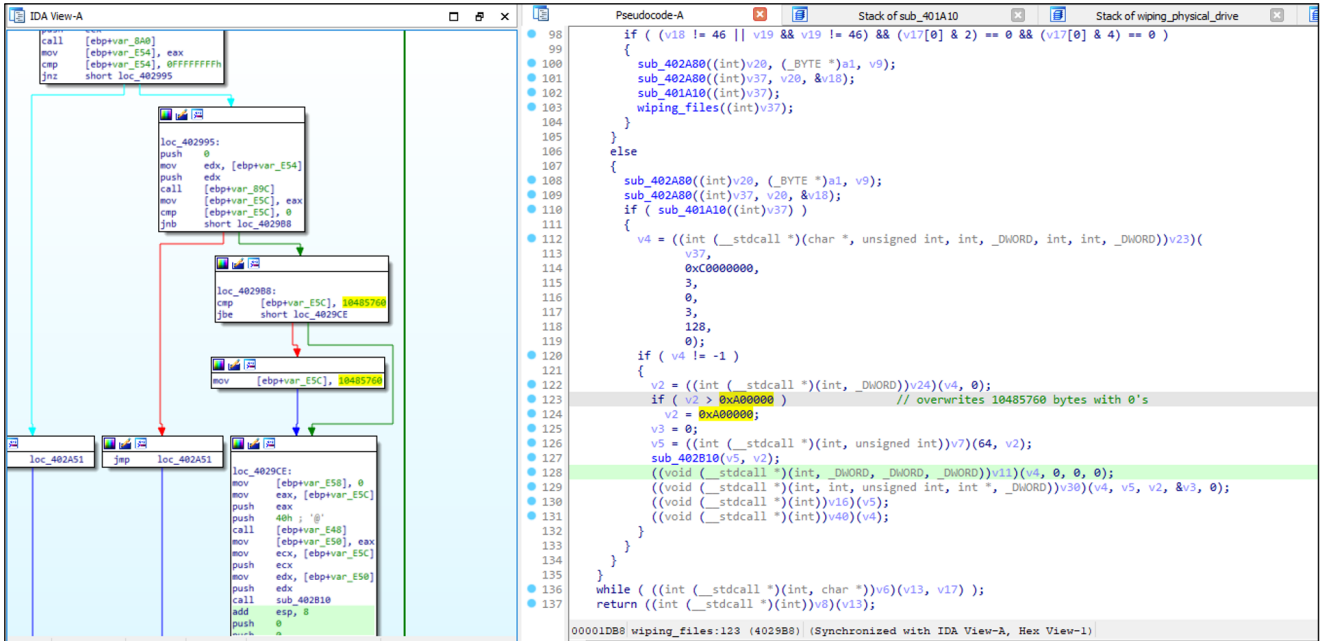 IDA View-A
call [ebp+var_8A0]
mov [ebp+var_E54], eax
cmp [ebp+var_E54], 0FFFFFFFFh
jnz short loc_402995
loc_402995:
push 0
mov edx, [ebp+var_E54]
push edx
call [ebp+var_89C]
mov [ebp+var_E5C], eax
cmp [ebp+var_E5C], 0
jnb short loc_4029B8
loc_4029B8:
cmp [ebp+var_E5C], 10485760
jbe short loc_4029CE
mov [ebp+var_E5C], 10485760
loc_402A51
jmp loc_402A51
loc_4029CE:
mov [ebp+var_E58], 0
mov eax, [ebp+var_E5C]
push eax
push 40h ; '@'
call [ebp+var_E48]
mov [ebp+var_E50], eax
mov ecx, [ebp+var_E5C]
push ecx
mov edx, [ebp+var_E50]
push edx
call sub_402B10
add esp, 8
push 0
Pseudocode-A Stack of sub_401A10 Stack of wiping_physical_drive
98 if ( (v18 != 46 || v19 && v19 != 46) && (v17[0] & 2) == 0 && (v17[0] & 4) == 0 )
99 {
100 sub_402A80((int)v20, (_BYTE *)a1, v9);
101 sub_402A80((int)v37, v20, &v18);
102 sub_401A10((int)v37);
103 wiping_files((int)v37);
104 }
105 }
106 else
107 {
108 sub_402A80((int)v20, (_BYTE *)a1, v9);
109 sub_402A80((int)v37, v20, &v18);
110 if ( sub_401A10((int)v37) )
111 {
112 v4 = ((int (__stdcall *)(char *, unsigned int, int, _DWORD, int, int, _DWORD))v23)(
113 v37,
114 0xC0000000,
115 3,
116 0,
117 3,
118 128,
119 0);
120 if ( v4 != -1 )
121 {
122 v2 = ((int (__stdcall *)(int, _DWORD))v24)(v4, 0);
123 if ( v2 > 0xA00000 ) // overwrites 10485760 bytes with 0's
124 v2 = 0xA00000;
125 v3 = 0;
126 v5 = ((int (__stdcall *)(int, unsigned int))v7)(64, v2);
127 sub_402B10(v5, v2);
128 ((void (__stdcall *)(int, _DWORD, _DWORD, _DWORD))v11)(v4, 0, 0, 0);
129 ((void (__stdcall *)(int, int, unsigned int, int *, _DWORD))v30)(v4, v5, v2, &v3, 0);
130 ((void (__stdcall *)(int))v16)(v5);
131 ((void (__stdcall *)(int))v40)(v4);
132 }
133 }
134 }
135 }
136 while ( ((int (__stdcall *)(int, char *))v6)(v13, v17) );
137 return ((int (__stdcall *)(int))v8)(v13);
00001DB8 wiping_files:123 (4029B8) (Synchronized with IDA View-A, Hex View-1)